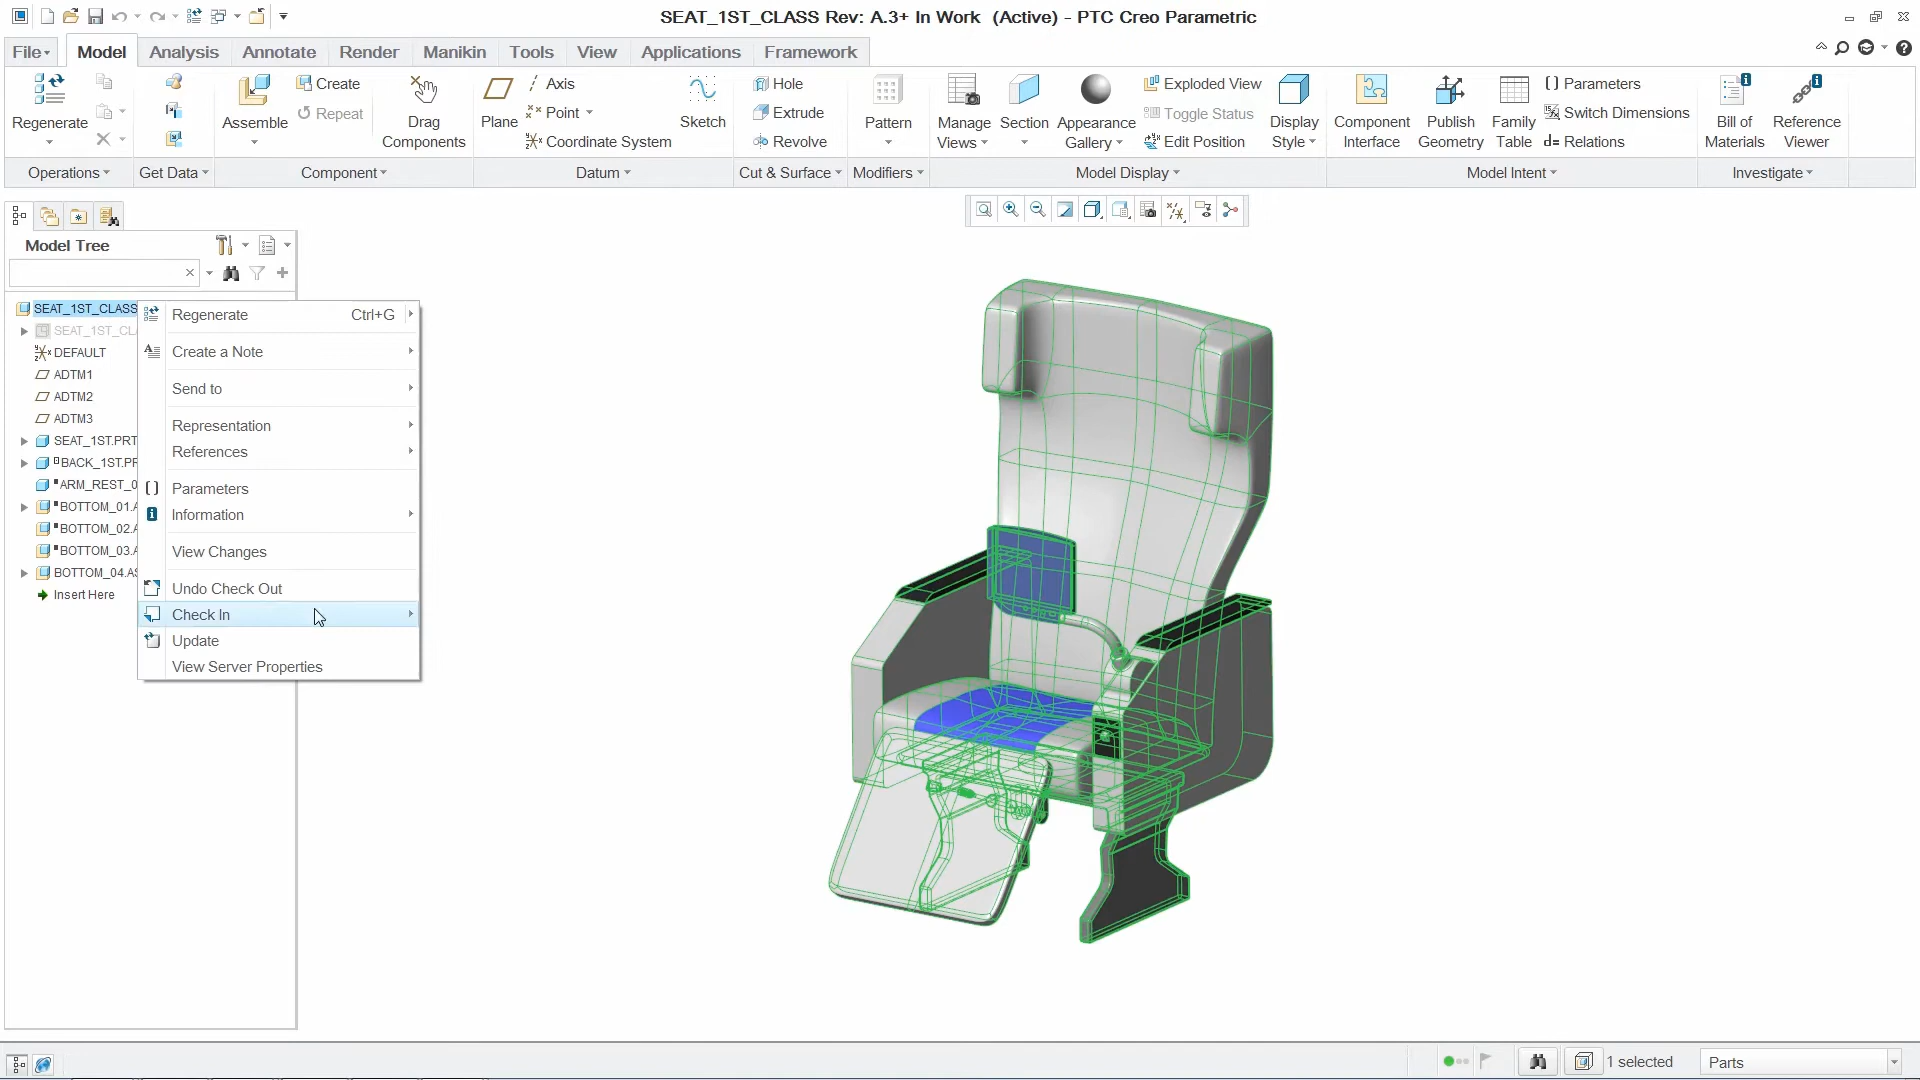 SEAT_1ST_CLASS Rev: A.3+ In Work (Active) - PTC Creo Parametric
File Model Analysis Annotate Render Manikin Tools View Applications Framework
Regenerate
Assemble
Create
Repeat
Drag
Components
Plane
Axis
Point
Coordinate System
Sketch
Hole
Extrude
Revolve
Pattern
Manage
Views
Section
Appearance
Gallery
Exploded View
Toggle Status
Edit Position
Display
Style
Component
Interface
Publish
Geometry
Family
Table
Parameters
Switch Dimensions
d= Relations
Bill of
Materials
Reference
Viewer
Operations Get Data Component Datum Cut & Surface Modifiers Model Display Model Intent Investigate
Model Tree
SEAT_1ST_CLASS
SEAT_1ST_CL
DEFAULT
ADTM1
ADTM2
ADTM3
SEAT_1ST.PRT
BACK_1ST.PR
ARM_REST_0
BOTTOM_01.A
BOTTOM_02.A
BOTTOM_03.A
BOTTOM_04.AS
Insert Here
Regenerate Ctrl+G
Create a Note
Send to
Representation
References
Parameters
Information
View Changes
Undo Check Out
Check In
Update
View Server Properties
1 selected
Parts